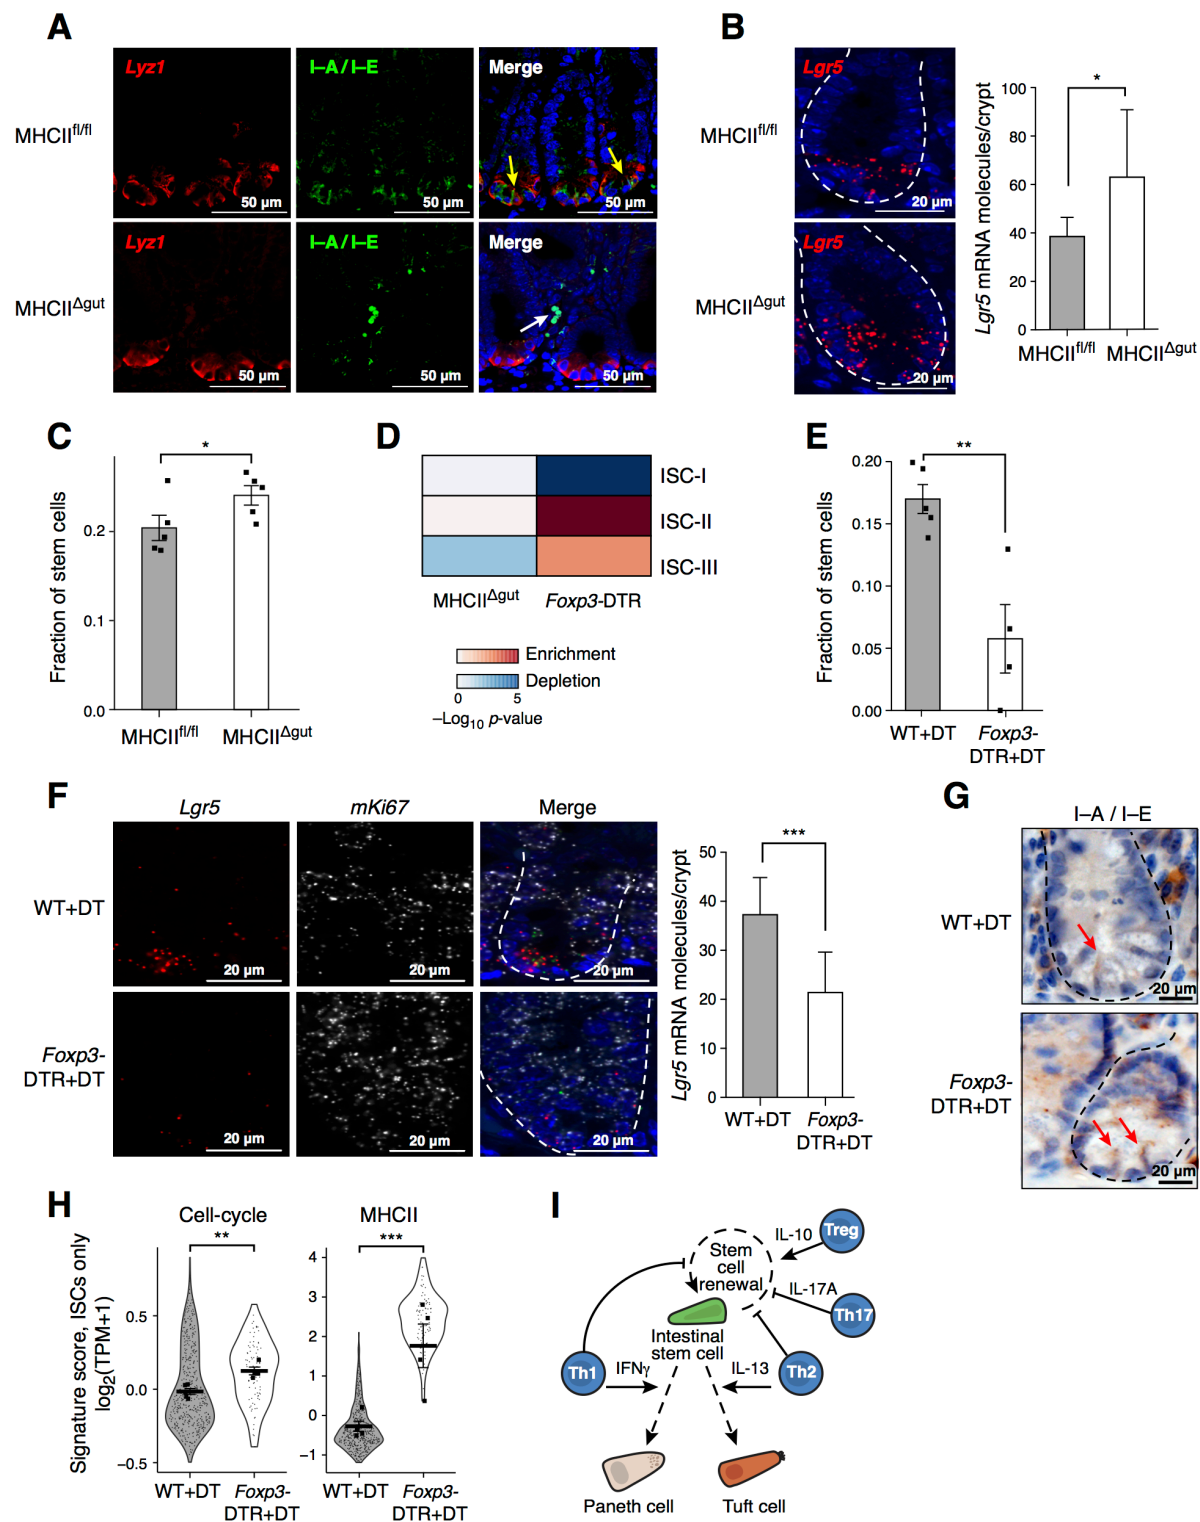 A
Lyz1
I–A / I–E
Merge
MHCII^fl/fl
50 µm
50 µm
50 µm
Lyz1
I–A / I–E
Merge
MHCII^Δgut
50 µm
50 µm
50 µm
B
Lgr5
MHCII^fl/fl
20 µm
Lgr5
MHCII^Δgut
20 µm
Lgr5 mRNA molecules/crypt
100
80
60
40
20
0
*
MHCII^fl/fl
MHCII^Δgut
C
Fraction of stem cells
0.2
0.1
0.0
*
MHCII^fl/fl
MHCII^Δgut
D
ISC-I
ISC-II
ISC-III
MHCII^Δgut
Foxp3-DTR
Enrichment
Depletion
0 5
–Log10 p-value
E
Fraction of stem cells
0.20
0.15
0.10
0.05
0.00
**
WT+DT
Foxp3-
DTR+DT
F
Lgr5
mKi67
Merge
WT+DT
20 µm
20 µm
20 µm
Foxp3-
DTR+DT
20 µm
20 µm
20 µm
Lgr5 mRNA molecules/crypt
50
40
30
20
10
0
***
WT+DT
Foxp3-
DTR+DT
G
I–A / I–E
WT+DT
20 µm
Foxp3-
DTR+DT
20 µm
H
Signature score, ISCs only
log2(TPM+1)
Cell-cycle
**
0.5
0.0
–0.5
WT+DT
Foxp3-
DTR+DT
MHCII
***
4
3
2
1
0
–1
WT+DT
Foxp3-
DTR+DT
I
Stem
cell
renewal
IL-10
Treg
IL-17A
Th17
Intestinal
stem cell
Th1
IFNγ
IL-13
Th2
Paneth cell
Tuft cell